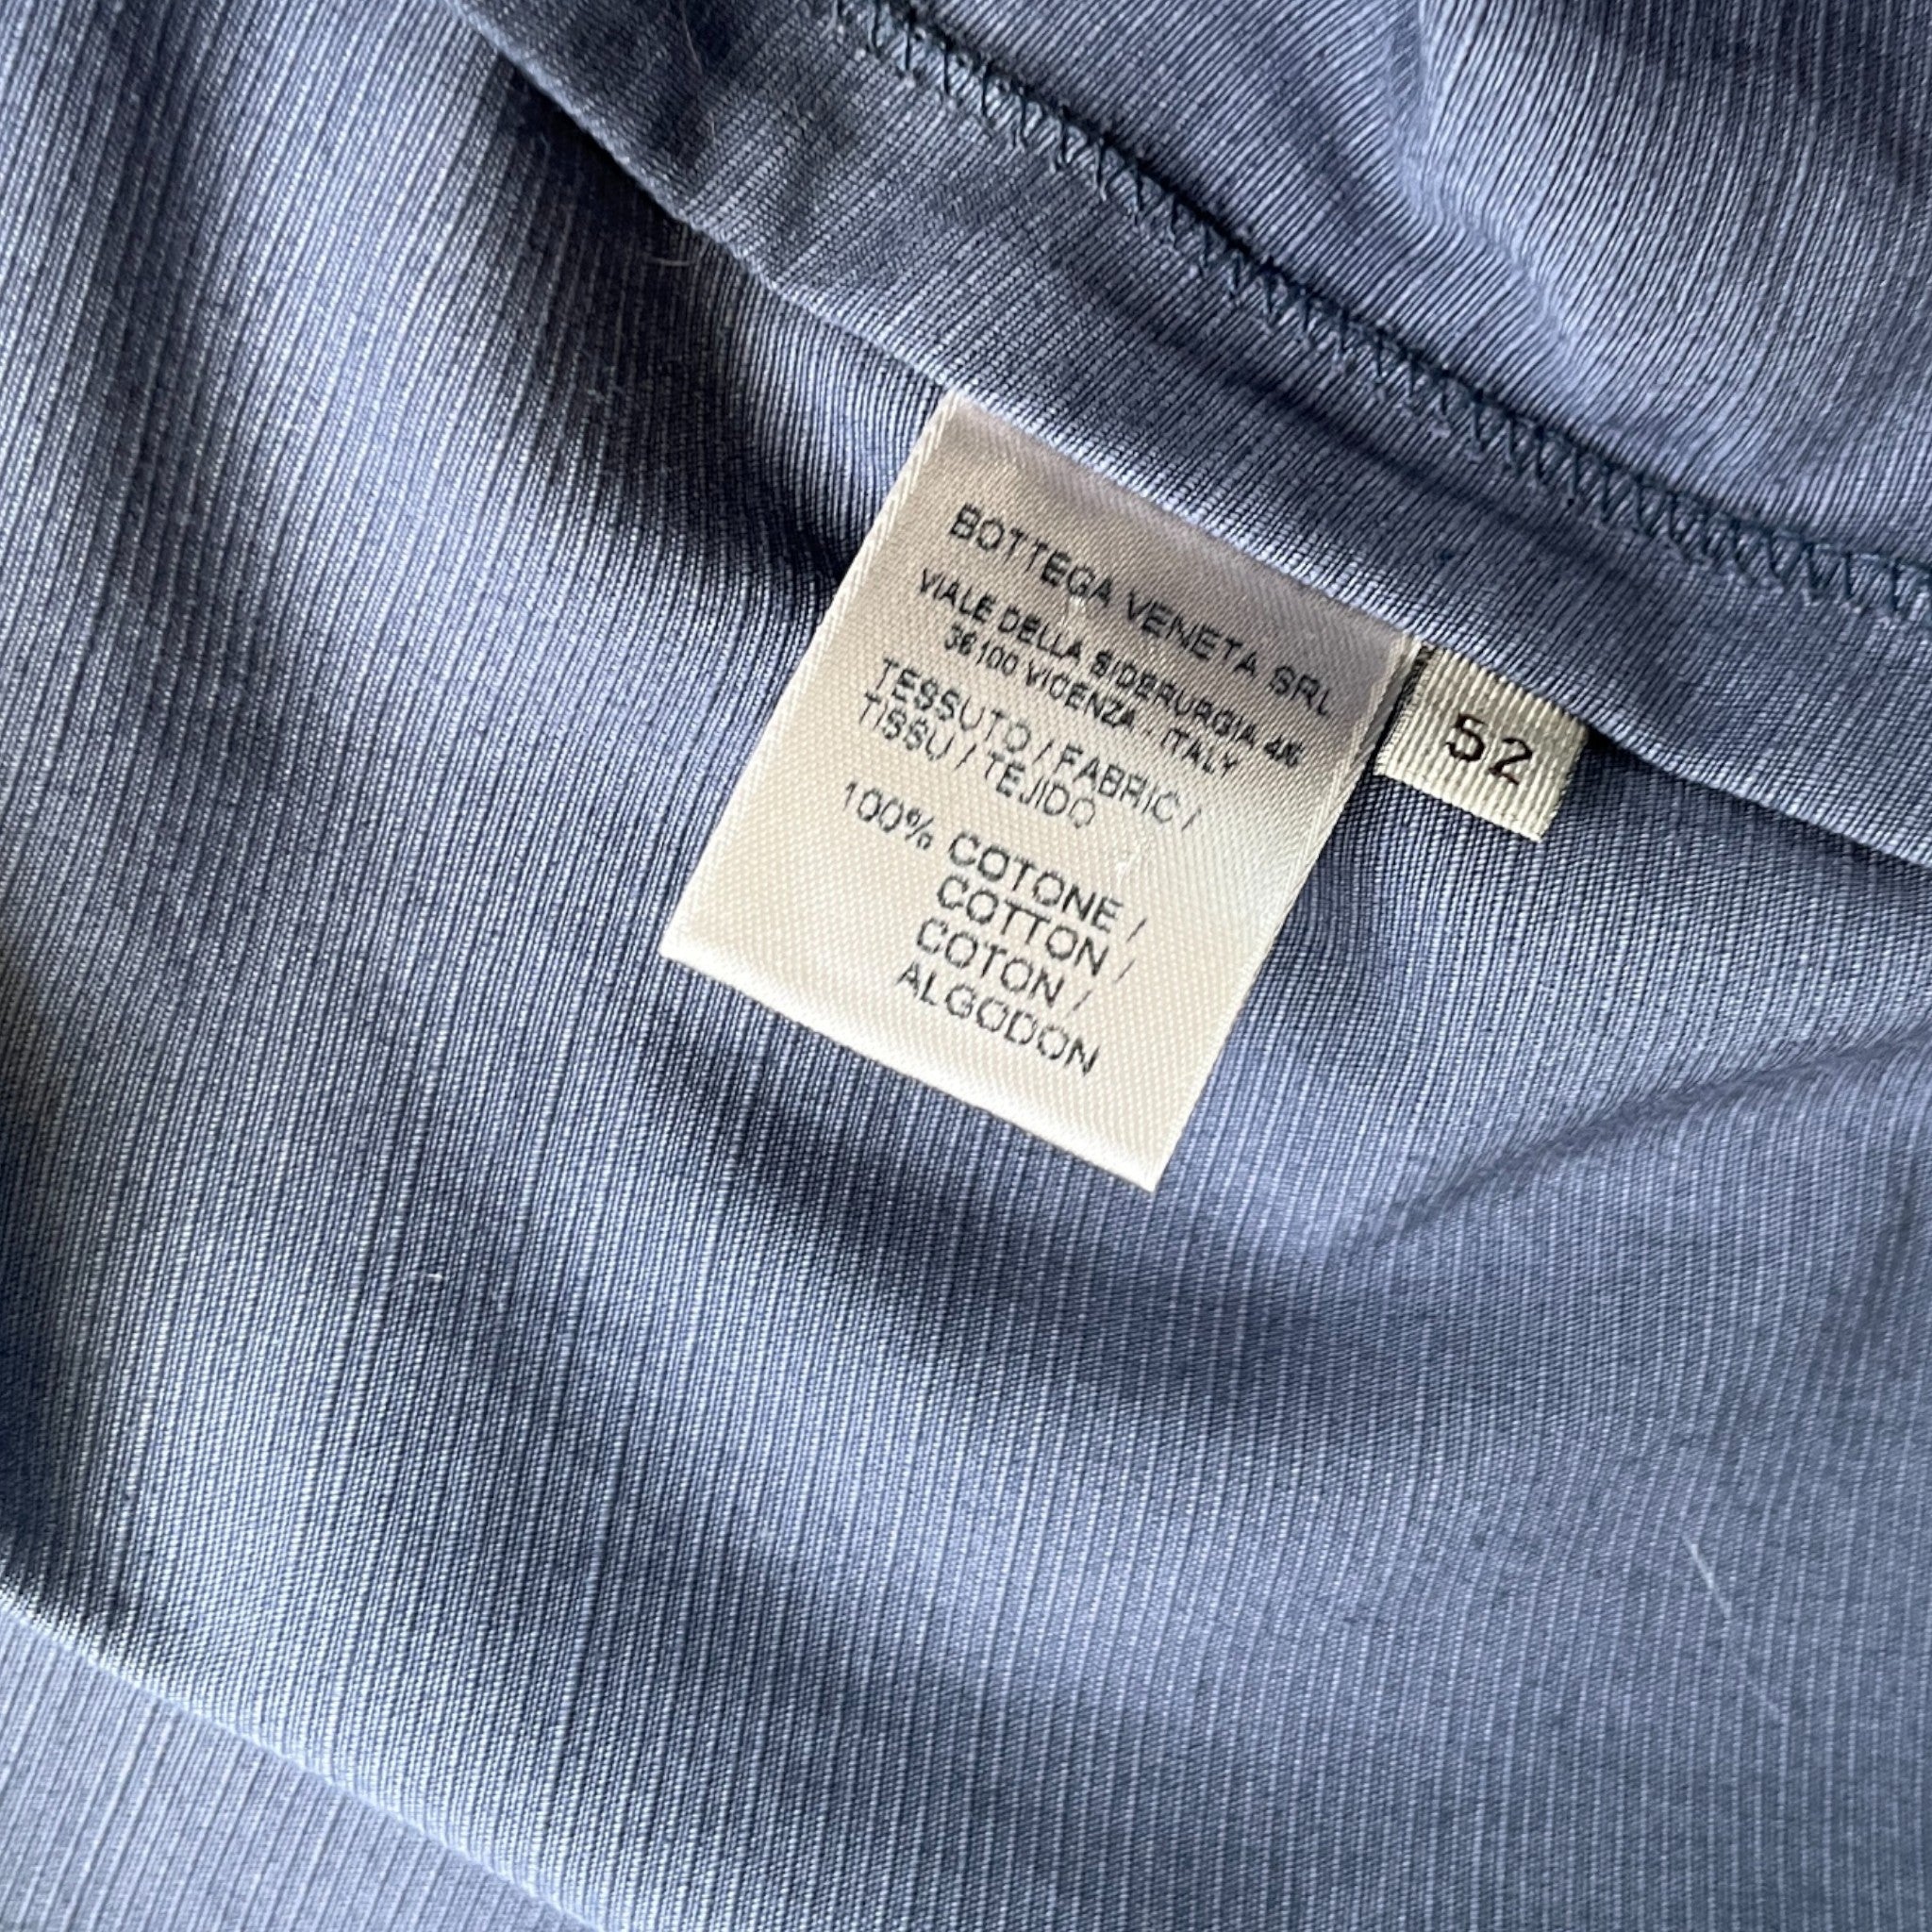 BOTTEGA VENETA SRL
VIALE DELLA SIDERURGIA
36100 VICENZA - ITALY
TESSUTO / FABRIC /
TISSU / TEJIDO
100% COTONE /
COTTON /
COTON /
ALGODON
52